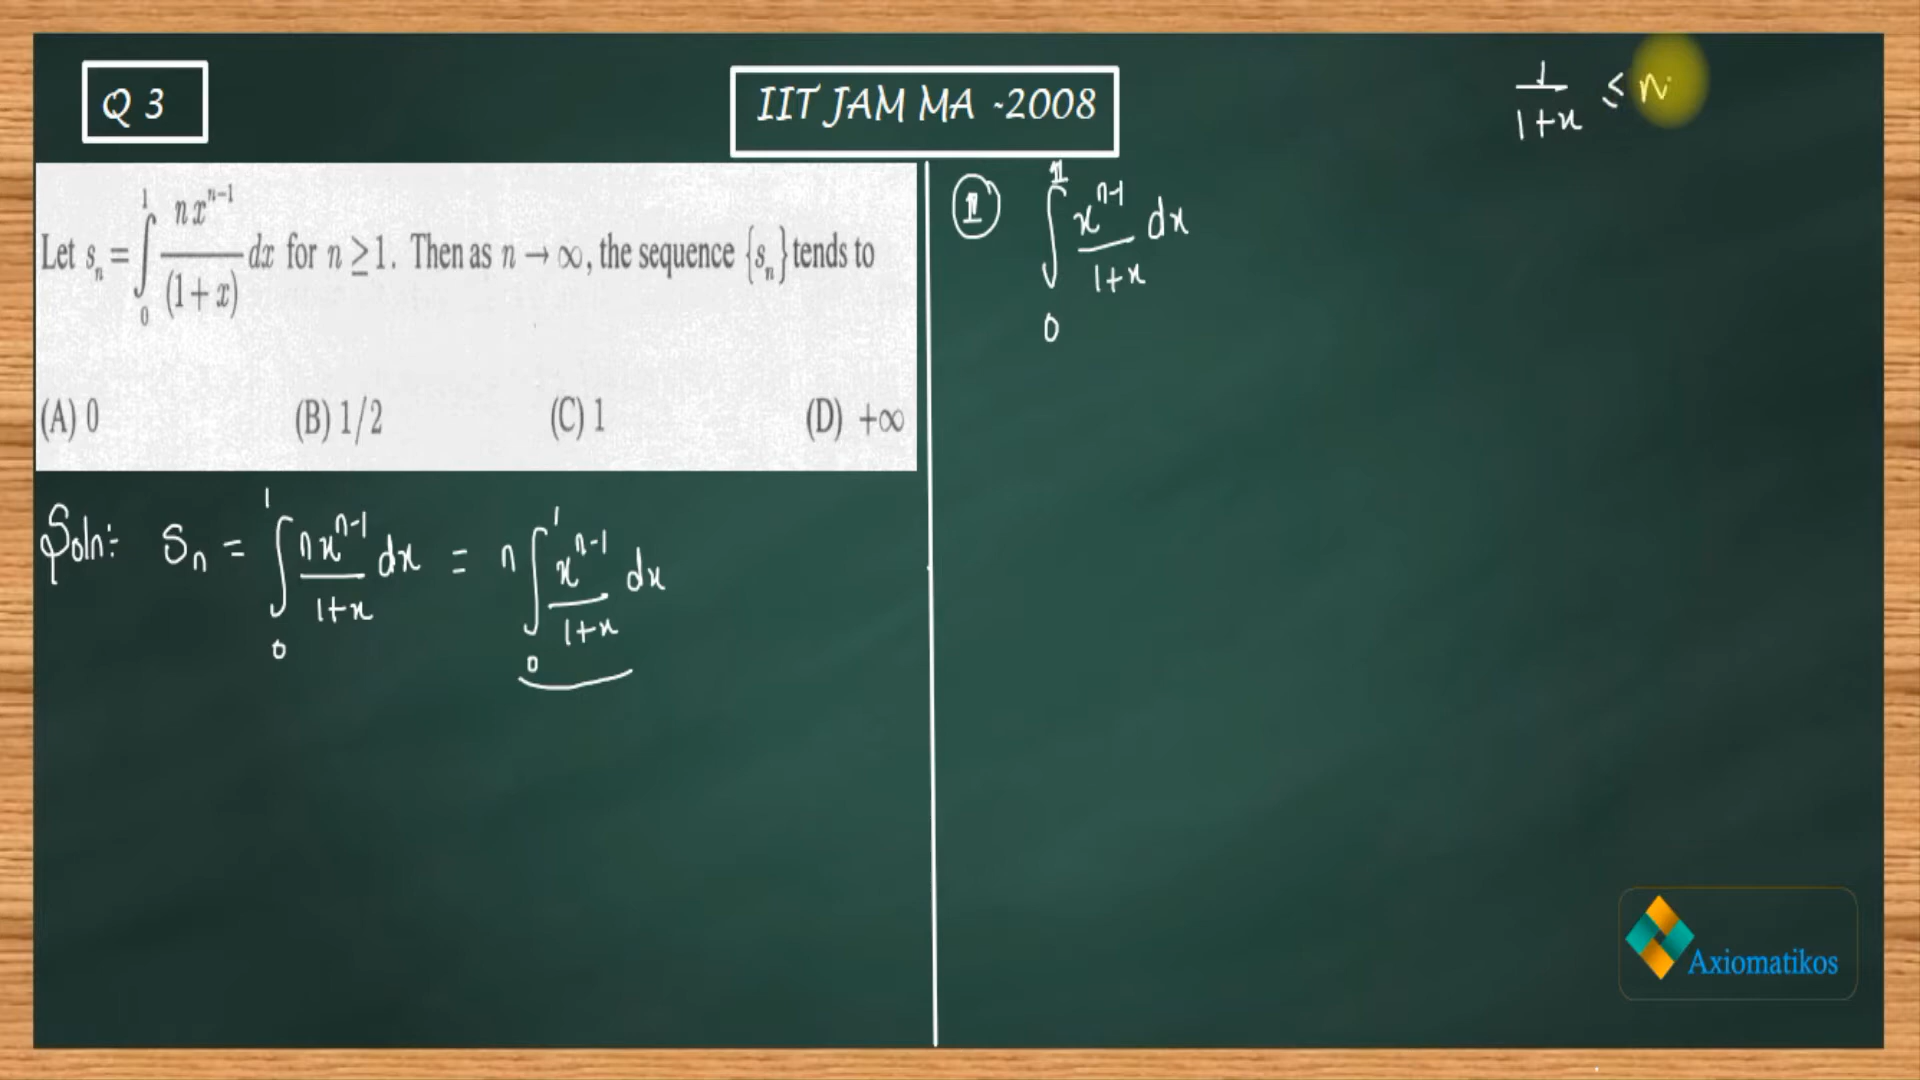 Q 3
IIT JAM MA -2008
1/(1+x) ≤ n
Let s_n = ∫_0^1 n x^{n-1}/(1+x) dx for n ≥ 1. Then as n → ∞, the sequence {s_n} tends to
(A) 0 (B) 1/2 (C) 1 (D) +∞
Soln:- S_n = ∫_0^1 n x^{n-1}/(1+x) dx = n ∫_0^1 x^{n-1}/(1+x) dx
① ∫_0^1 x^{n-1}/(1+x) dx
Axiomatikos